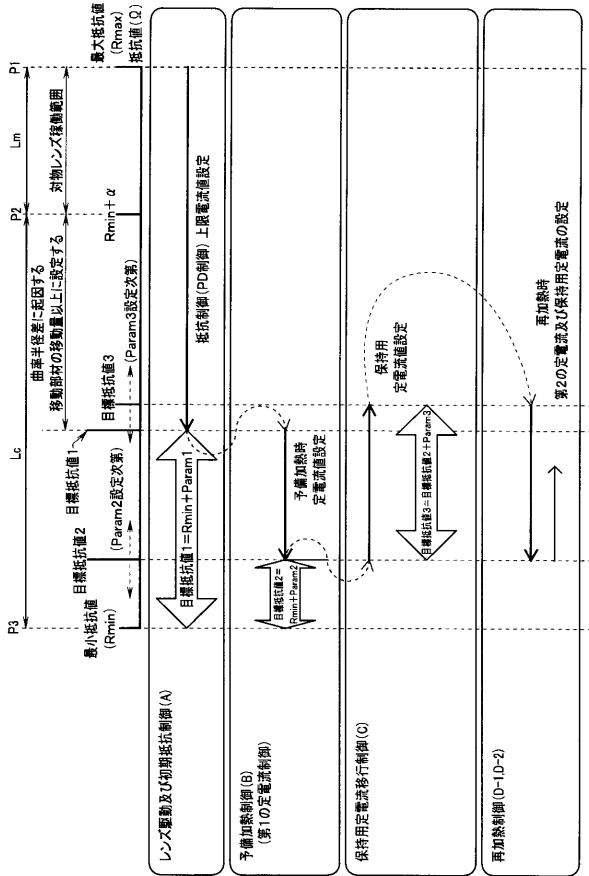 P3
Lc
P2
Lm
P1
曲率半径差に起因する
移動部材の移動量以上に設定する
対物レンズ稼働範囲
最小抵抗値
(Rmin)
目標抵抗値2
(Param2設定次第)
目標抵抗値1
目標抵抗値3
(Param3設定次第)
Rmin+α
最大抵抗値
(Rmax)
抵抗値(Ω)
レンズ駆動及び初期抵抗制御(A)
目標抵抗値1=Rmin+Param1
抵抗制御(PD制御) 上限電流値設定
予備加熱制御(B)
(第1の定電流制御)
目標抵抗値2=
Rmin+Param2
予備加熱時
定電流値設定
保持用定電流移行制御(C)
目標抵抗値3=目標抵抗値2+Param3
保持用
定電流値設定
再加熱制御(D-1,D-2)
再加熱時
第2の定電流及び保持用定電流の設定